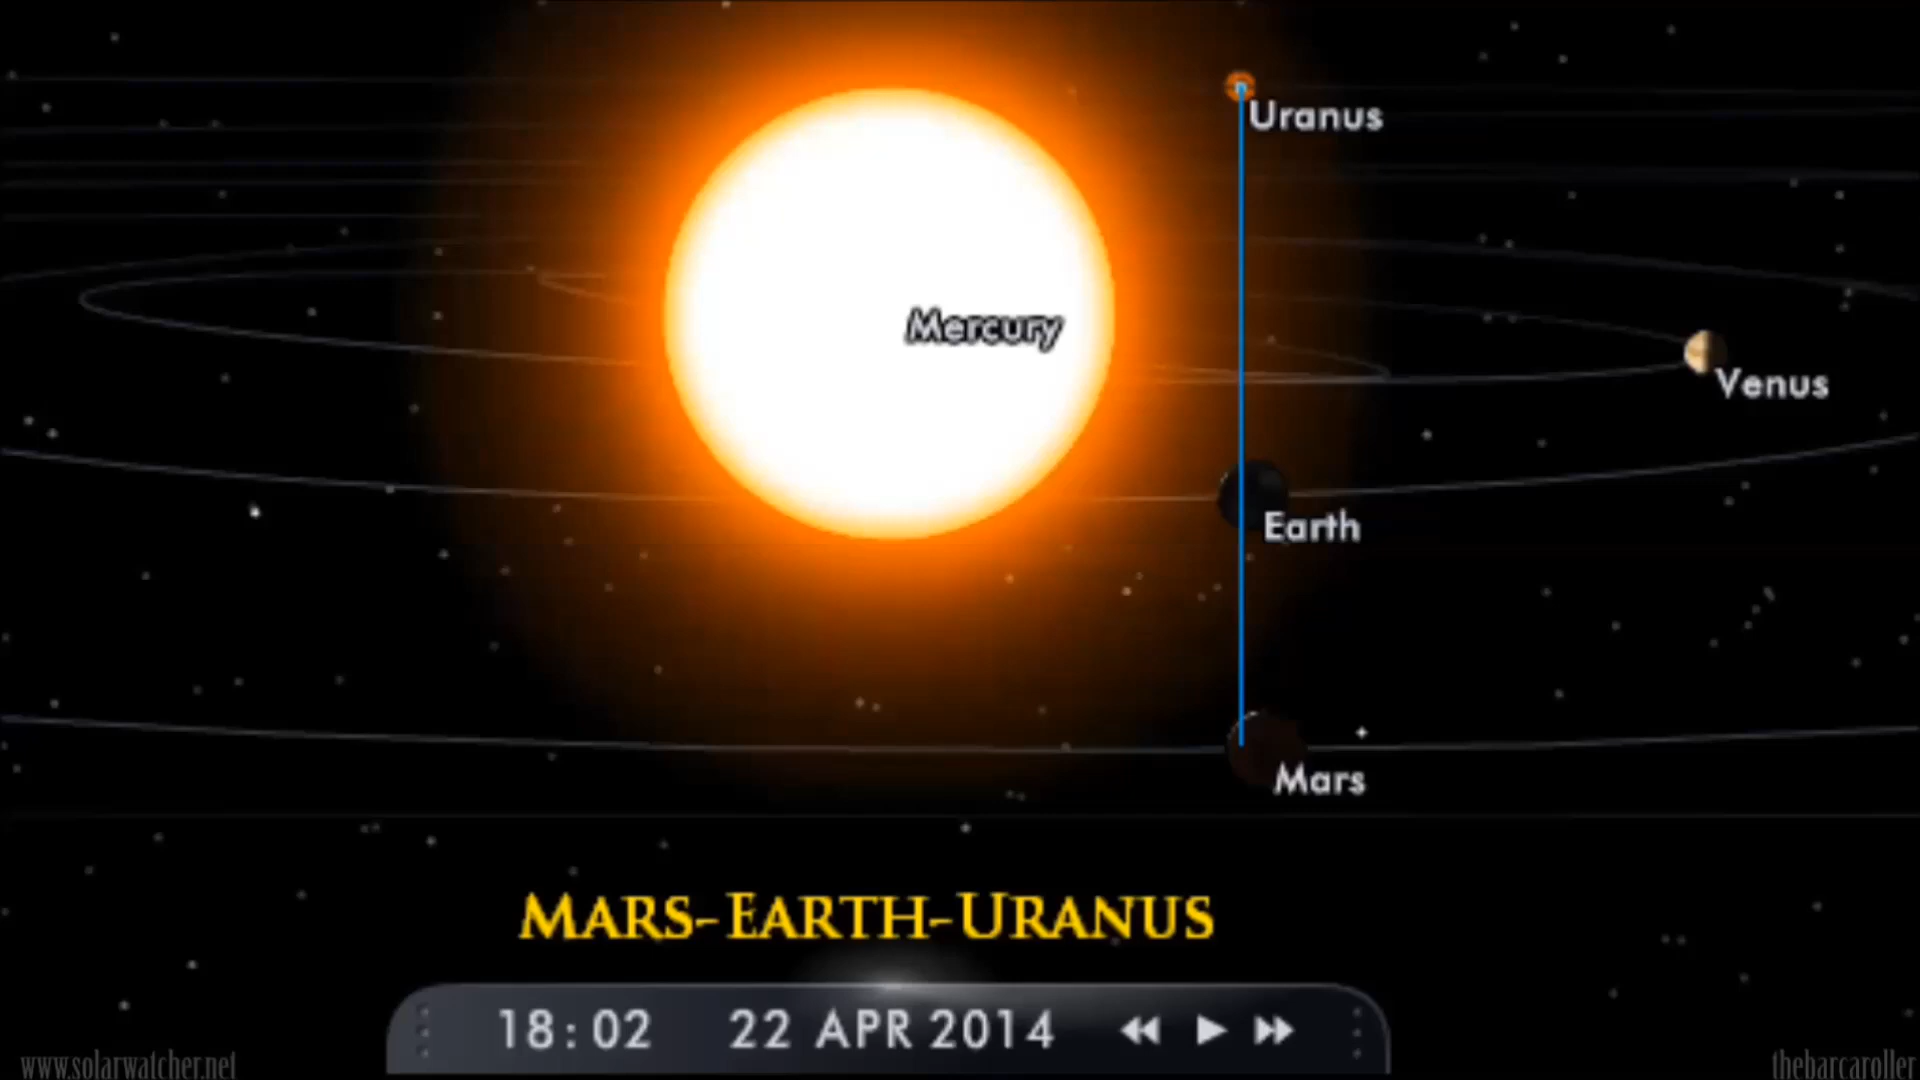 Uranus
Mercury
Venus
Earth
Mars
MARS-EARTH-URANUS
18:02 22 APR 2014
www.solarwatcher.net
thebarcaroller